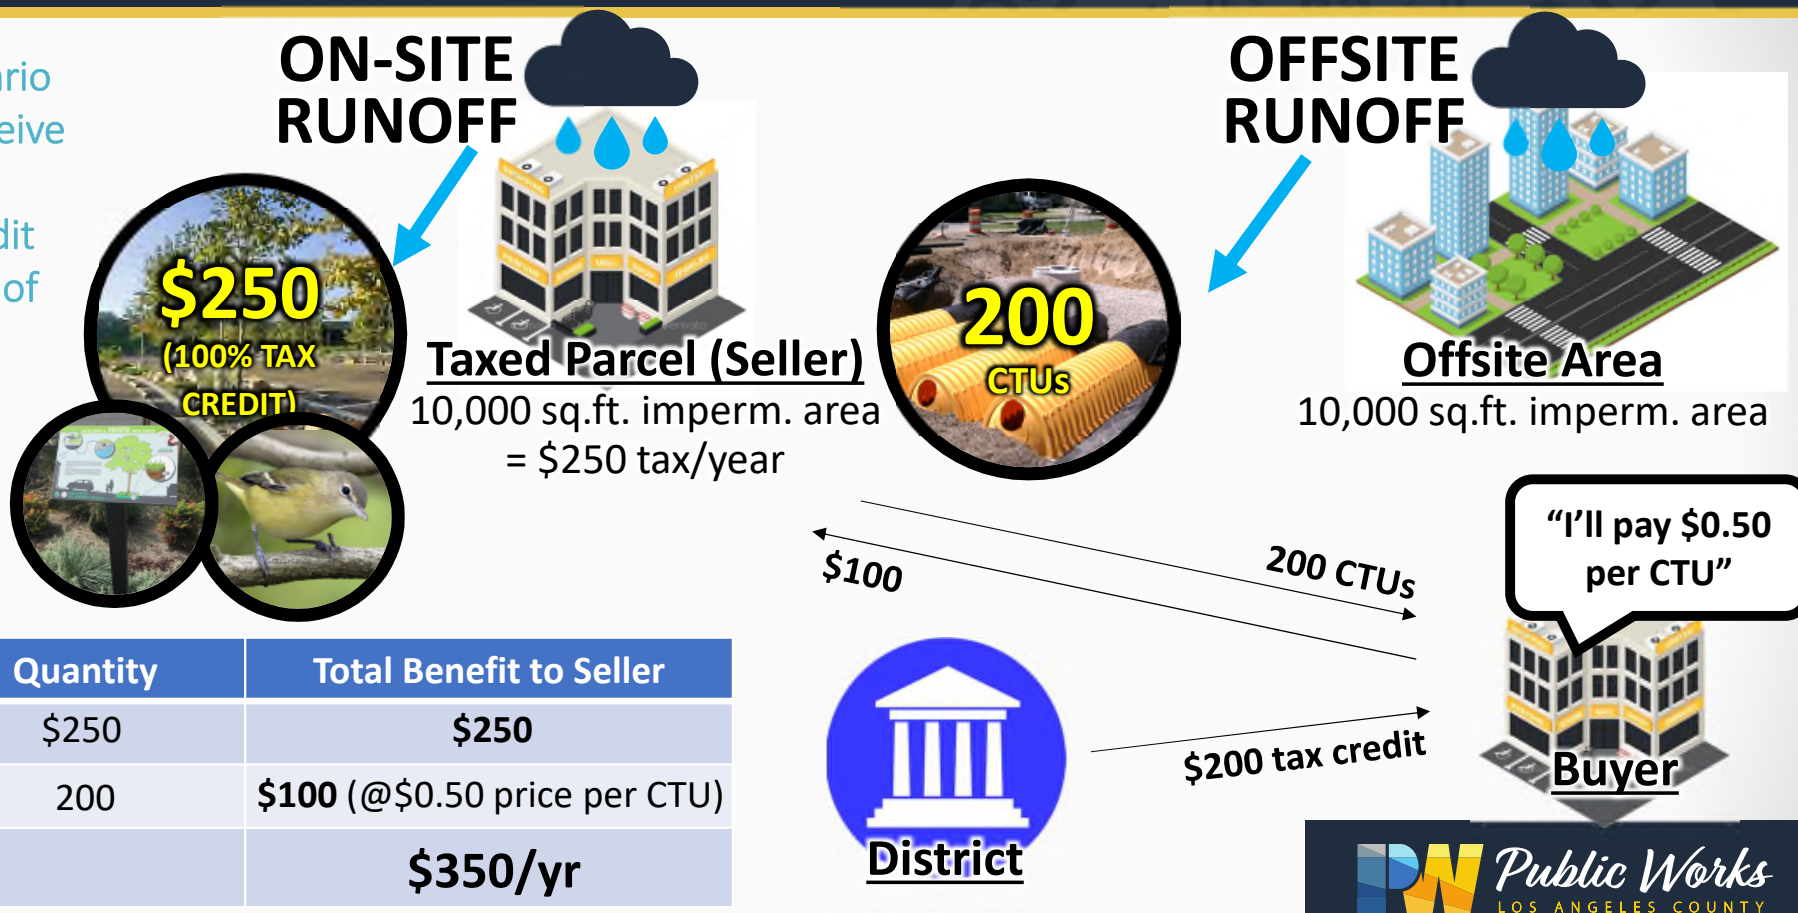 ario
eive
dit
of
ON-SITE
RUNOFF
OFFSITE
RUNOFF
$250
(100% TAX
CREDIT)
Taxed Parcel (Seller)
10,000 sq.ft. imperm. area
= $250 tax/year
200
CTUs
Offsite Area
10,000 sq.ft. imperm. area
“I’ll pay $0.50
per CTU”
200 CTUs
$100
$200 tax credit
Buyer
District
Quantity Total Benefit to Seller
$250 $250
200 $100 (@$0.50 price per CTU)
$350/yr
PW Public Works
LOS ANGELES COUNTY